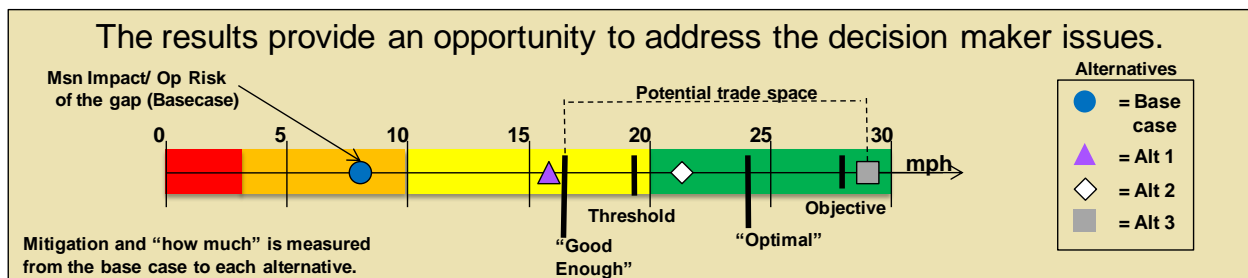 The results provide an opportunity to address the decision maker issues.
Msn Impact/ Op Risk
of the gap (Basecase)
Potential trade space
0 5 10 15 20 25 30
mph
Threshold
Objective
"Good
Enough"
"Optimal"
Mitigation and “how much” is measured
from the base case to each alternative.
Alternatives
= Base
case
= Alt 1
= Alt 2
= Alt 3